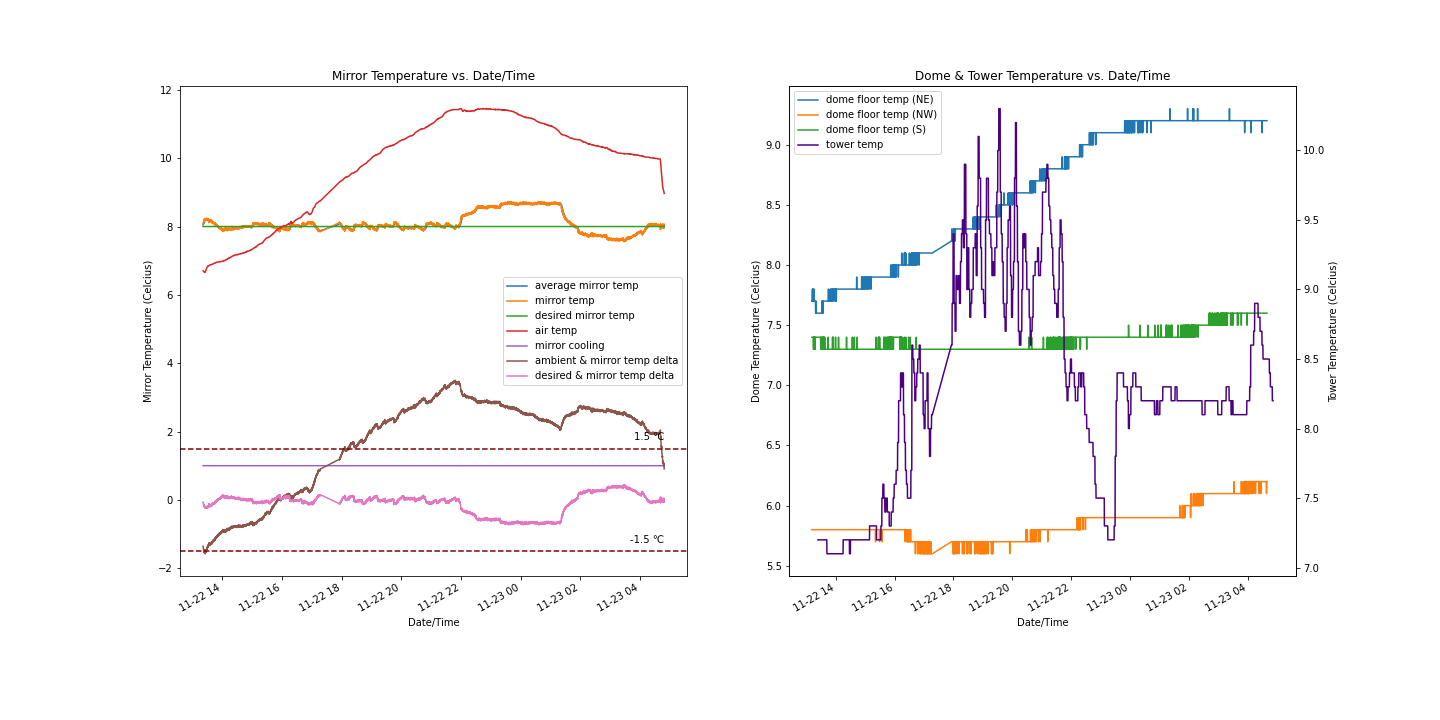 Mirror Temperature vs. Date/Time
12
10
8
6
4
2
0
−2
Mirror Temperature (Celcius)
average mirror temp
mirror temp
desired mirror temp
air temp
mirror cooling
ambient & mirror temp delta
desired & mirror temp delta
1.5 ℃
-1.5 ℃
11-22 14
11-22 16
11-22 18
11-22 20
11-22 22
11-23 00
11-23 02
11-23 04
Date/Time
Dome & Tower Temperature vs. Date/Time
dome floor temp (NE)
dome floor temp (NW)
dome floor temp (S)
tower temp
9.0
8.5
8.0
7.5
7.0
6.5
6.0
5.5
Dome Temperature (Celcius)
10.0
9.5
9.0
8.5
8.0
7.5
7.0
Tower Temperature (Celcius)
11-22 14
11-22 16
11-22 18
11-22 20
11-22 22
11-23 00
11-23 02
11-23 04
Date/Time